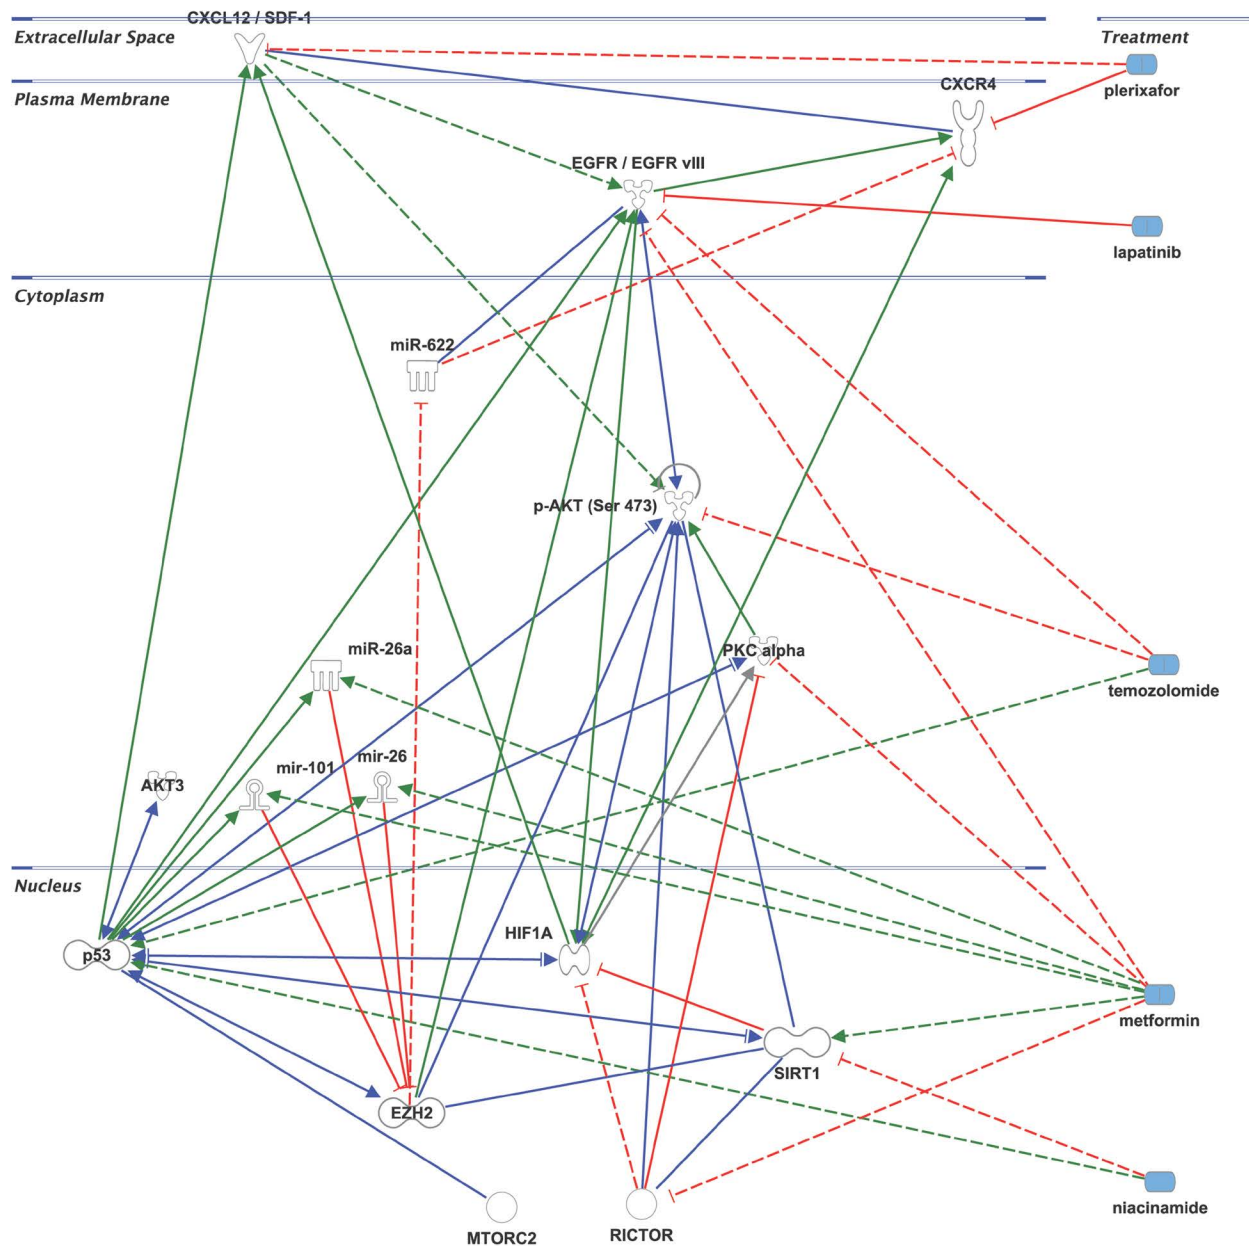 CXCL12 / SDF-1
Extracellular Space
Treatment
plerixafor
Plasma Membrane
CXCR4
EGFR / EGFR vIII
lapatinib
Cytoplasm
miR-622
p-AKT (Ser 473)
miR-26a
PKC alpha
temozolomide
mir-26
mir-101
AKT3
Nucleus
HIF1A
p53
metformin
SIRT1
EZH2
niacinamide
MTORC2
RICTOR